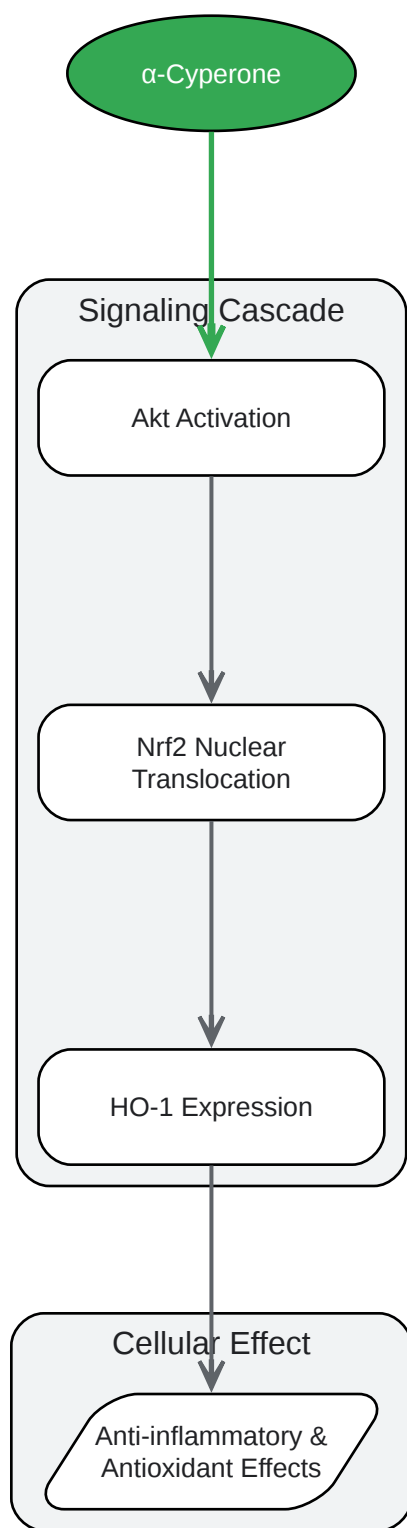 α-Cyperone
Signaling Cascade
Akt Activation
Nrf2 Nuclear
Translocation
HO-1 Expression
Cellular Effect
Anti-inflammatory &
Antioxidant Effects